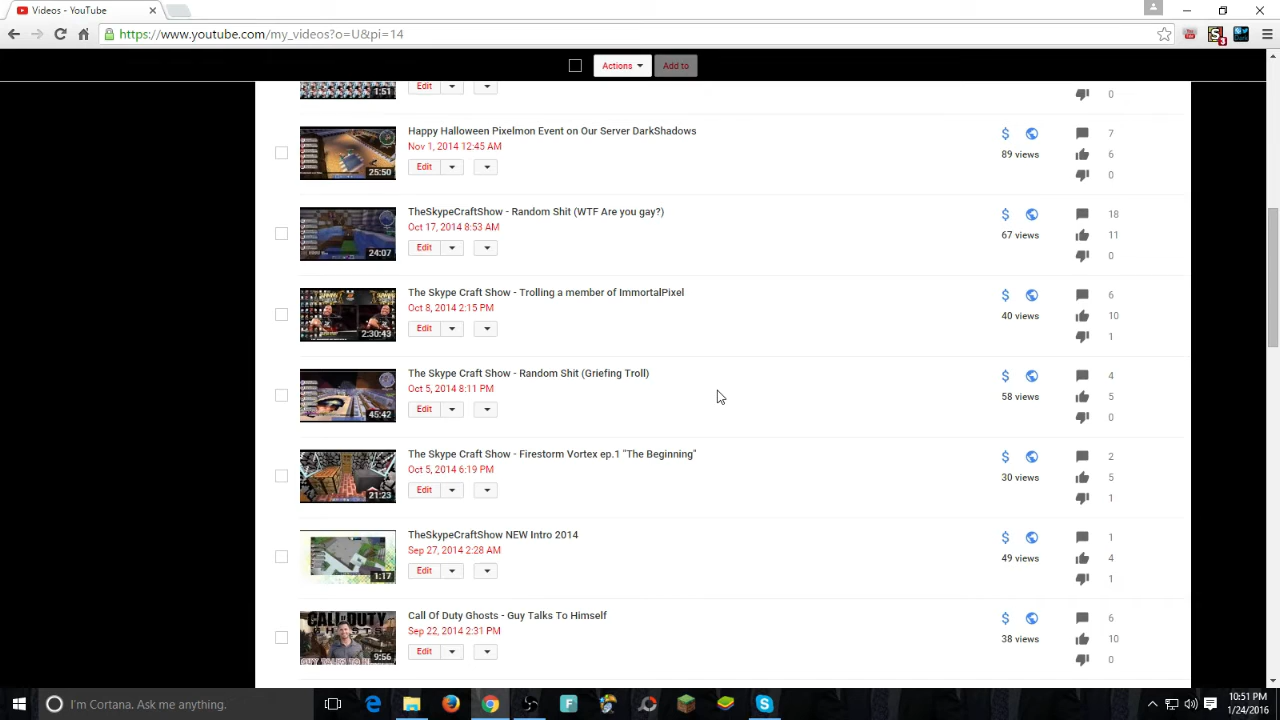 Videos - YouTube
https://www.youtube.com/my_videos?o=U&pi=14
3
Actions
Add to
1:51
Edit
0
Happy Halloween Pixelmon Event on Our Server DarkShadows
Nov 1, 2014 12:45 AM
Edit
25:50
89 views
7
6
0
TheSkypeCraftShow - Random Shit (WTF Are you gay?)
Oct 17, 2014 8:53 AM
Edit
24:07
67 views
18
11
0
The Skype Craft Show - Trolling a member of ImmortalPixel
Oct 8, 2014 2:15 PM
Edit
2:30:43
40 views
6
10
1
The Skype Craft Show - Random Shit (Griefing Troll)
Oct 5, 2014 8:11 PM
Edit
45:42
58 views
4
5
0
The Skype Craft Show - Firestorm Vortex ep.1 "The Beginning"
Oct 5, 2014 6:19 PM
Edit
21:23
30 views
2
5
1
TheSkypeCraftShow NEW Intro 2014
Sep 27, 2014 2:28 AM
Edit
1:17
49 views
1
4
1
Call Of Duty Ghosts - Guy Talks To Himself
Sep 22, 2014 2:31 PM
Edit
CALL OF DUTY
GHOSTS
9:56
38 views
6
10
0
I'm Cortana. Ask me anything.
10:51 PM
1/24/2016